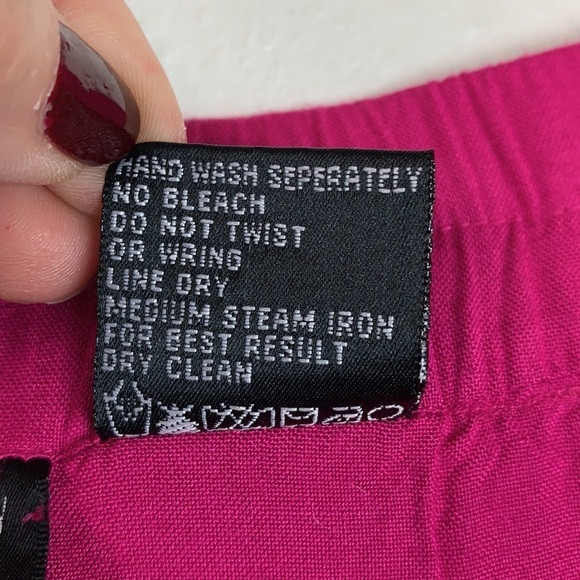 HAND WASH SEPERATELY
NO BLEACH
DO NOT TWIST
OR WRING
LINE DRY
MEDIUM STEAM IRON
FOR BEST RESULT
DRY CLEAN